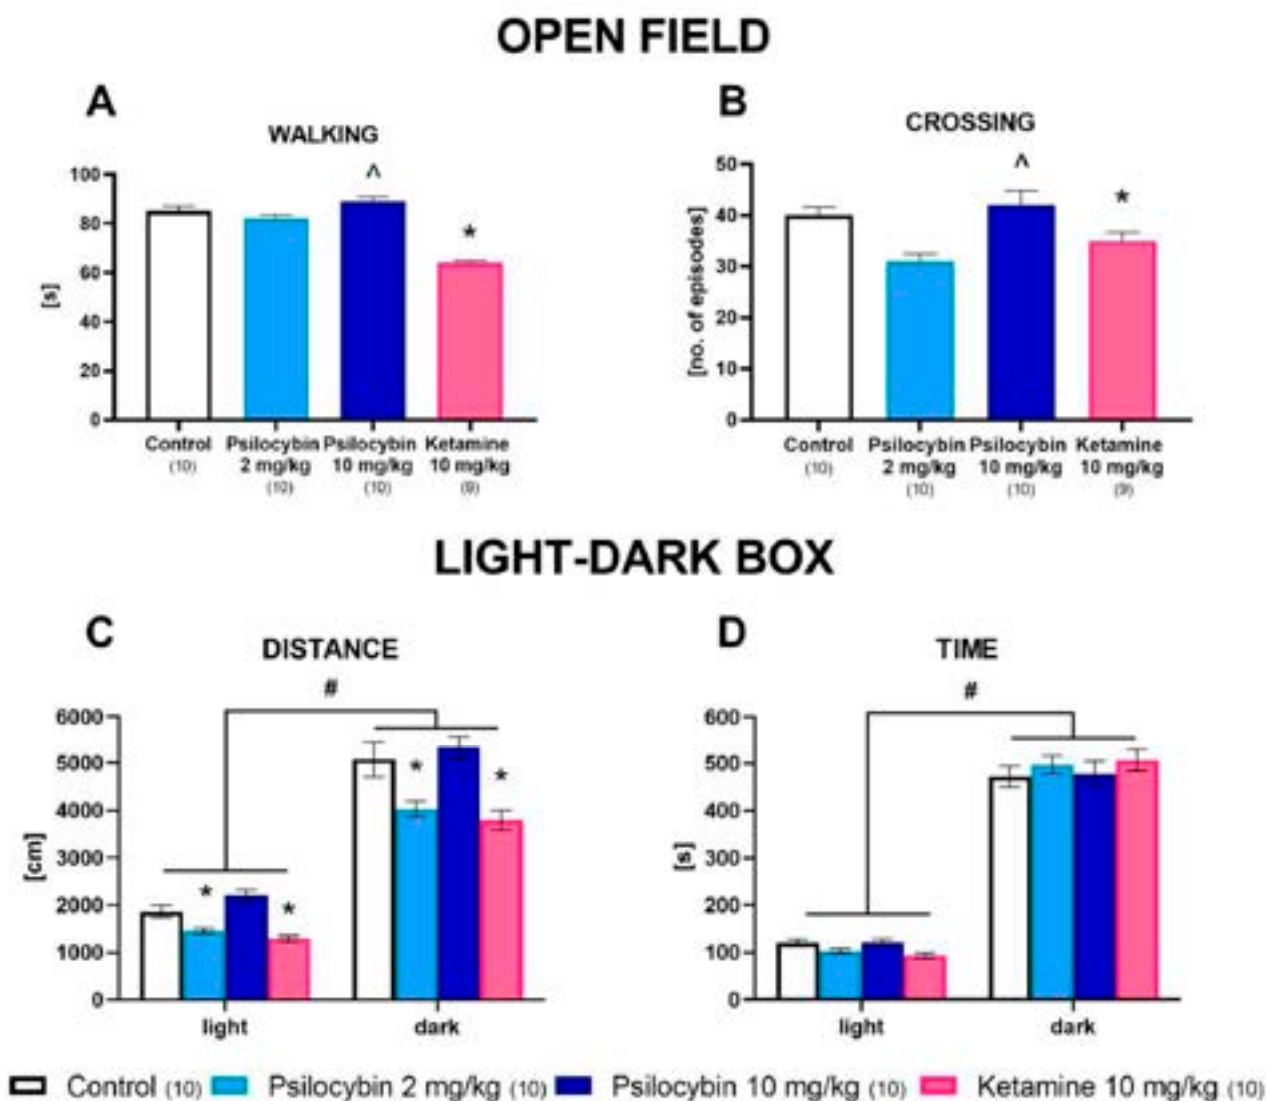 OPEN FIELD
A
WALKING
^
*
100
80
60
40
20
0
[s]
Control
(10)
Psilocybin
2 mg/kg
(10)
Psilocybin
10 mg/kg
(10)
Ketamine
10 mg/kg
(9)
B
CROSSING
^
*
50
40
30
20
10
0
[no. of episodes]
Control
(10)
Psilocybin
2 mg/kg
(10)
Psilocybin
10 mg/kg
(10)
Ketamine
10 mg/kg
(9)
LIGHT-DARK BOX
C
DISTANCE
#
6000
5000
4000
3000
2000
1000
0
[cm]
*
*
*
*
light
dark
D
TIME
#
600
500
400
300
200
100
0
[s]
light
dark
Control (10) Psilocybin 2 mg/kg (10) Psilocybin 10 mg/kg (10) Ketamine 10 mg/kg (10)